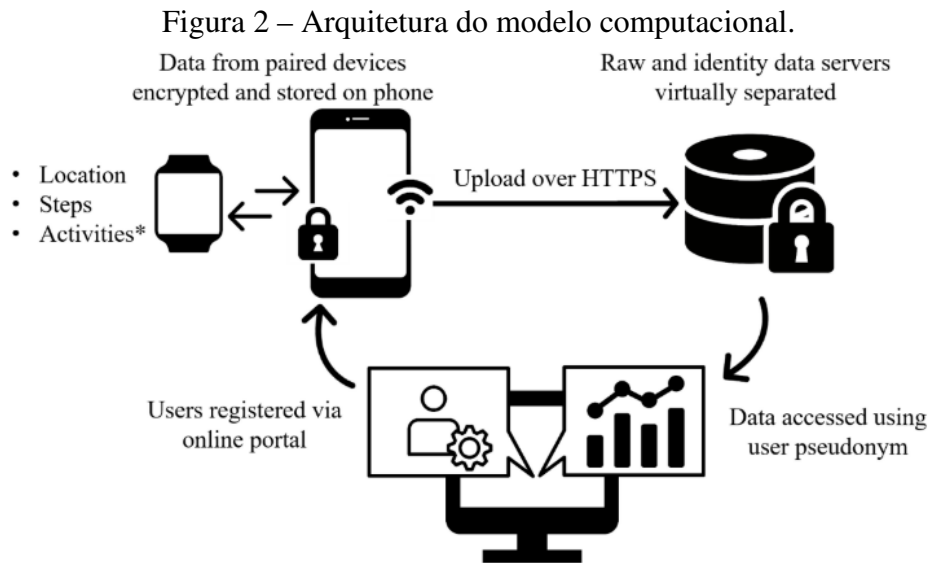 Figura 2 – Arquitetura do modelo computacional.
Data from paired devices
encrypted and stored on phone
Raw and identity data servers
virtually separated
• Location
• Steps
• Activities*
Upload over HTTPS
Users registered via
online portal
Data accessed using
user pseudonym